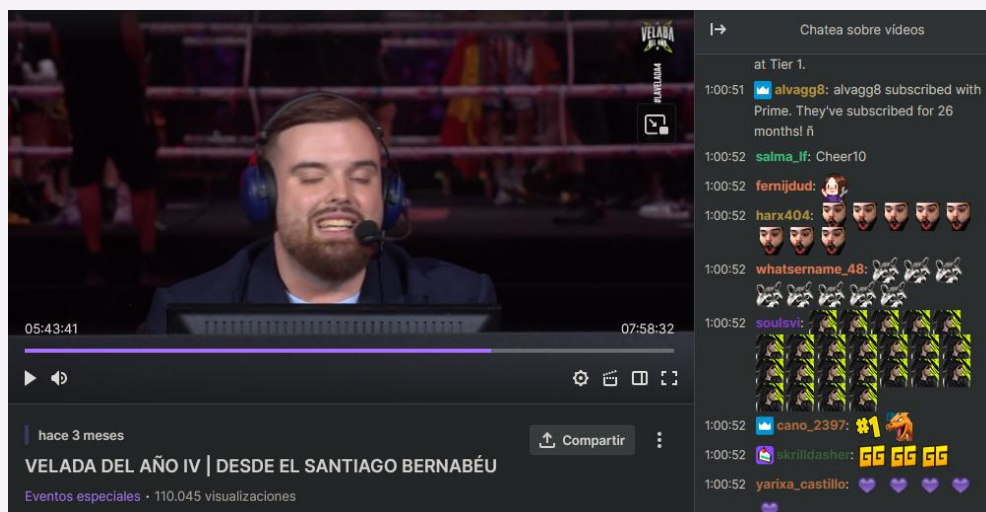 VELADA
DEL AÑO
#LAVELADA4
05:43:41
07:58:32
hace 3 meses
Compartir
VELADA DEL AÑO IV | DESDE EL SANTIAGO BERNABÉU
Eventos especiales • 110.045 visualizaciones
Chatea sobre vídeos
at Tier 1.
1:00:51 alvagg8: alvagg8 subscribed with
Prime. They've subscribed for 26
months! ñ
1:00:52 salma_lf: Cheer10
1:00:52 fernijdud:
1:00:52 harx404:
1:00:52 whatsername_48:
1:00:52 soulsvi:
1:00:52 cano_2397: #1
1:00:52 skrilldasher: GG GG GG
1:00:52 yarixa_castillo: